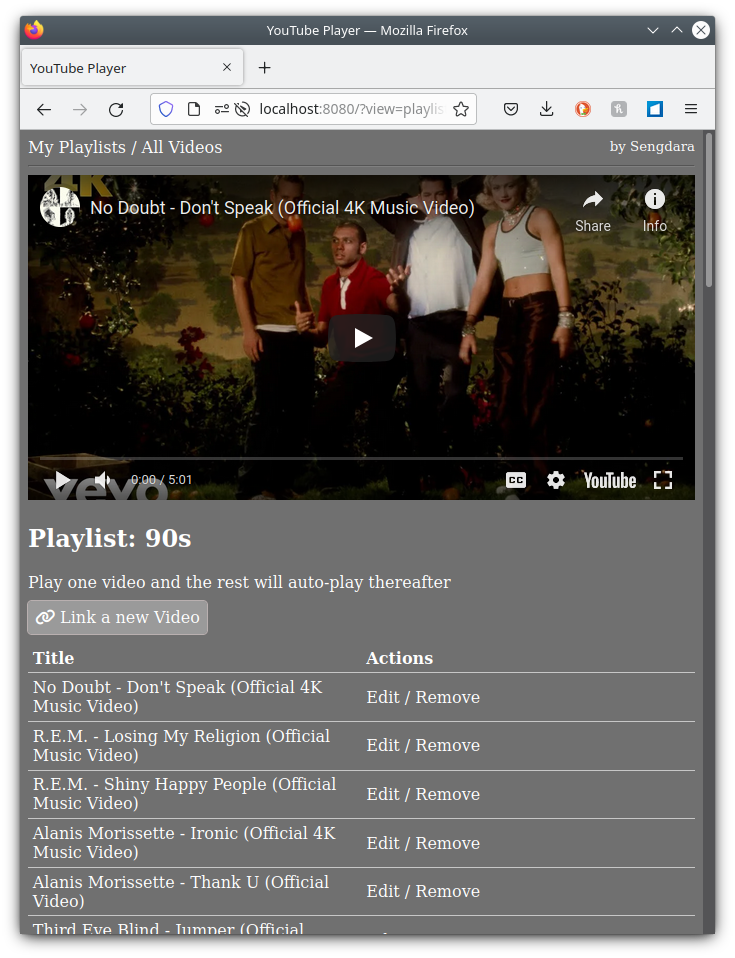 YouTube Player — Mozilla Firefox
YouTube Player
localhost:8080/?view=playlis
My Playlists / All Videos
by Sengdara
4K
No Doubt - Don't Speak (Official 4K Music Video)
Share
Info
vevo
0:00 / 5:01
CC
YouTube
Playlist: 90s
Play one video and the rest will auto-play thereafter
Link a new Video
Title
Actions
No Doubt - Don't Speak (Official 4K
Music Video)
Edit / Remove
R.E.M. - Losing My Religion (Official
Music Video)
Edit / Remove
R.E.M. - Shiny Happy People (Official
Music Video)
Edit / Remove
Alanis Morissette - Ironic (Official 4K
Music Video)
Edit / Remove
Alanis Morissette - Thank U (Official
Video)
Edit / Remove
Third Eye Blind - Jumper (Official